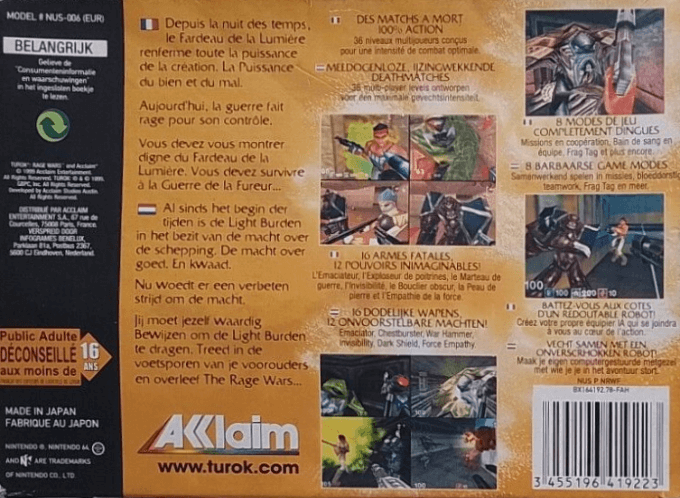 MODEL # NUS-006 (EUR)
BELANGRIJK
Gelieve de
"Consumenteninformatie
en waarschuwingen"
in het ingesloten boekje
te lezen.
TUROK®: RAGE WARS™ and Acclaim®
© 1999 Acclaim Entertainment.
All Rights Reserved.
All Rights Reserved.
Developed by Acclaim Studios Austin.
All Rights Reserved.
DISTRIBUÉ PAR ACCLAIM
ENTERTAINMENT S.A., 67 rue de
Courcelles, 75008 Paris, France.
VERSPREID DOOR
INFOGRAMES BENELUX,
Parklaan 81a, Postbus 2367,
5600 CJ Eindhoven, Nederland.
Public Adulte
DÉCONSEILLÉ
aux moins de
16
ANS
MADE IN JAPAN
FABRIQUE AU JAPON
NINTENDO ®, NINTENDO 64
AND ARE TRADEMARKS
OF NINTENDO CO., LTD.
Depuis la nuit des temps,
le Fardeau de la Lumière
renferme toute la puissance
de la création. La Puissance
du bien et du mal.
Aujourd'hui, la guerre fait
rage pour son contrôle.
Vous devez vous montrer
digne du Fardeau de la
Lumière. Vous devez survivre
à la Guerre de la Fureur...
Al sinds het begin der
tijden is de Light Burden
in het bezit van de macht over
de schepping. De macht over
goed. En kwaad.
Nu woedt er een verbeten
strijd om de macht.
Jij moet jezelf waardig
Bewijzen om de Light Burden
te dragen. Treed in de
voetsporen van je voorouders
en overleef The Rage Wars...
AKklaim
www.turok.com
DES MATCHS A MORT
100% ACTION
36 niveaux multijoueurs conçus
pour une intensité de combat optimale.
MEEDOGENLOZE, IJZINGWEKKENDE
DEATHMATCHES
36 multi-player levels ontworpen
voor een maximale gevechtsintensiteit.
16 ARMES FATALES,
12 POUVOIRS INIMAGINABLES!
L'Emaciateur, l'Exploseur de poitrines, le Marteau de
guerre, l'Invisibilité, le Bouclier obscur, la Peau de
pierre et l'Empathie de la force.
16 DODELIJKE WAPENS,
12 ONVOORSTELBARE MACHTEN!
Emaciator, Chestburster, War Hammer,
Invisibility, Dark Shield, Force Empathy
8 MODES DE JEU
COMPLETEMENT DINGUES
Missions en coopération, Bain de sang en
équipe, Frag Tag et plus encore.
8 BARBAARSE GAME MODES
Samenwerkend spelen in missies, bloeddorstig
teamwork, Frag Tag en meer.
BATTEZ-VOUS AUX COTES
D'UN REDOUTABLE ROBOT!
Créez votre propre équipier IA qui se joindra
à vous au cœur de l'action.
VECHT SAMEN MET EEN
ONVERSCHROKKEN ROBOT!
Maak je eigen computergestuurde metgezel
met wie je je in het avontuur stort.
NUS P NRWF
3 455196 419223